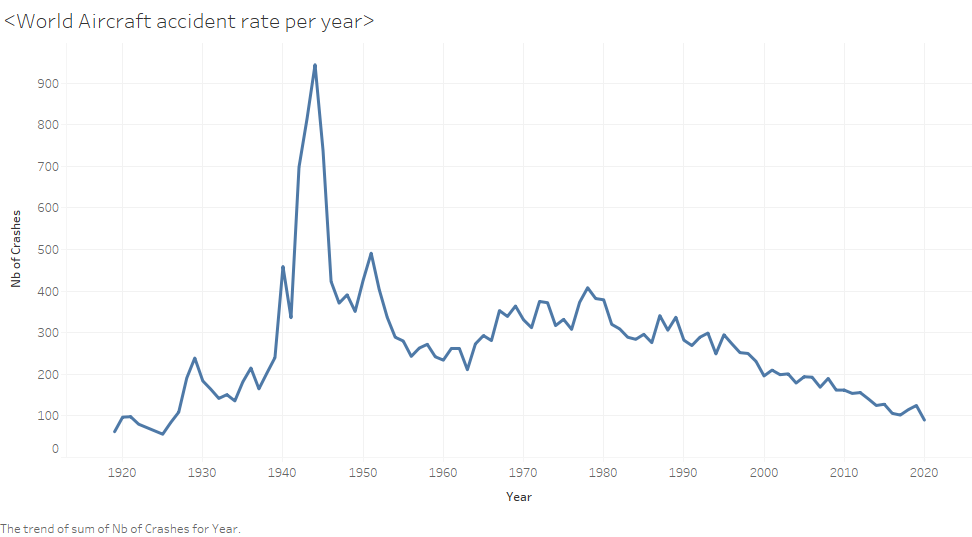 <World Aircraft accident rate per year>
900
800
700
600
500
400
300
200
100
0
Nb of Crashes
1920 1930 1940 1950 1960 1970 1980 1990 2000 2010 2020
Year
The trend of sum of Nb of Crashes for Year.